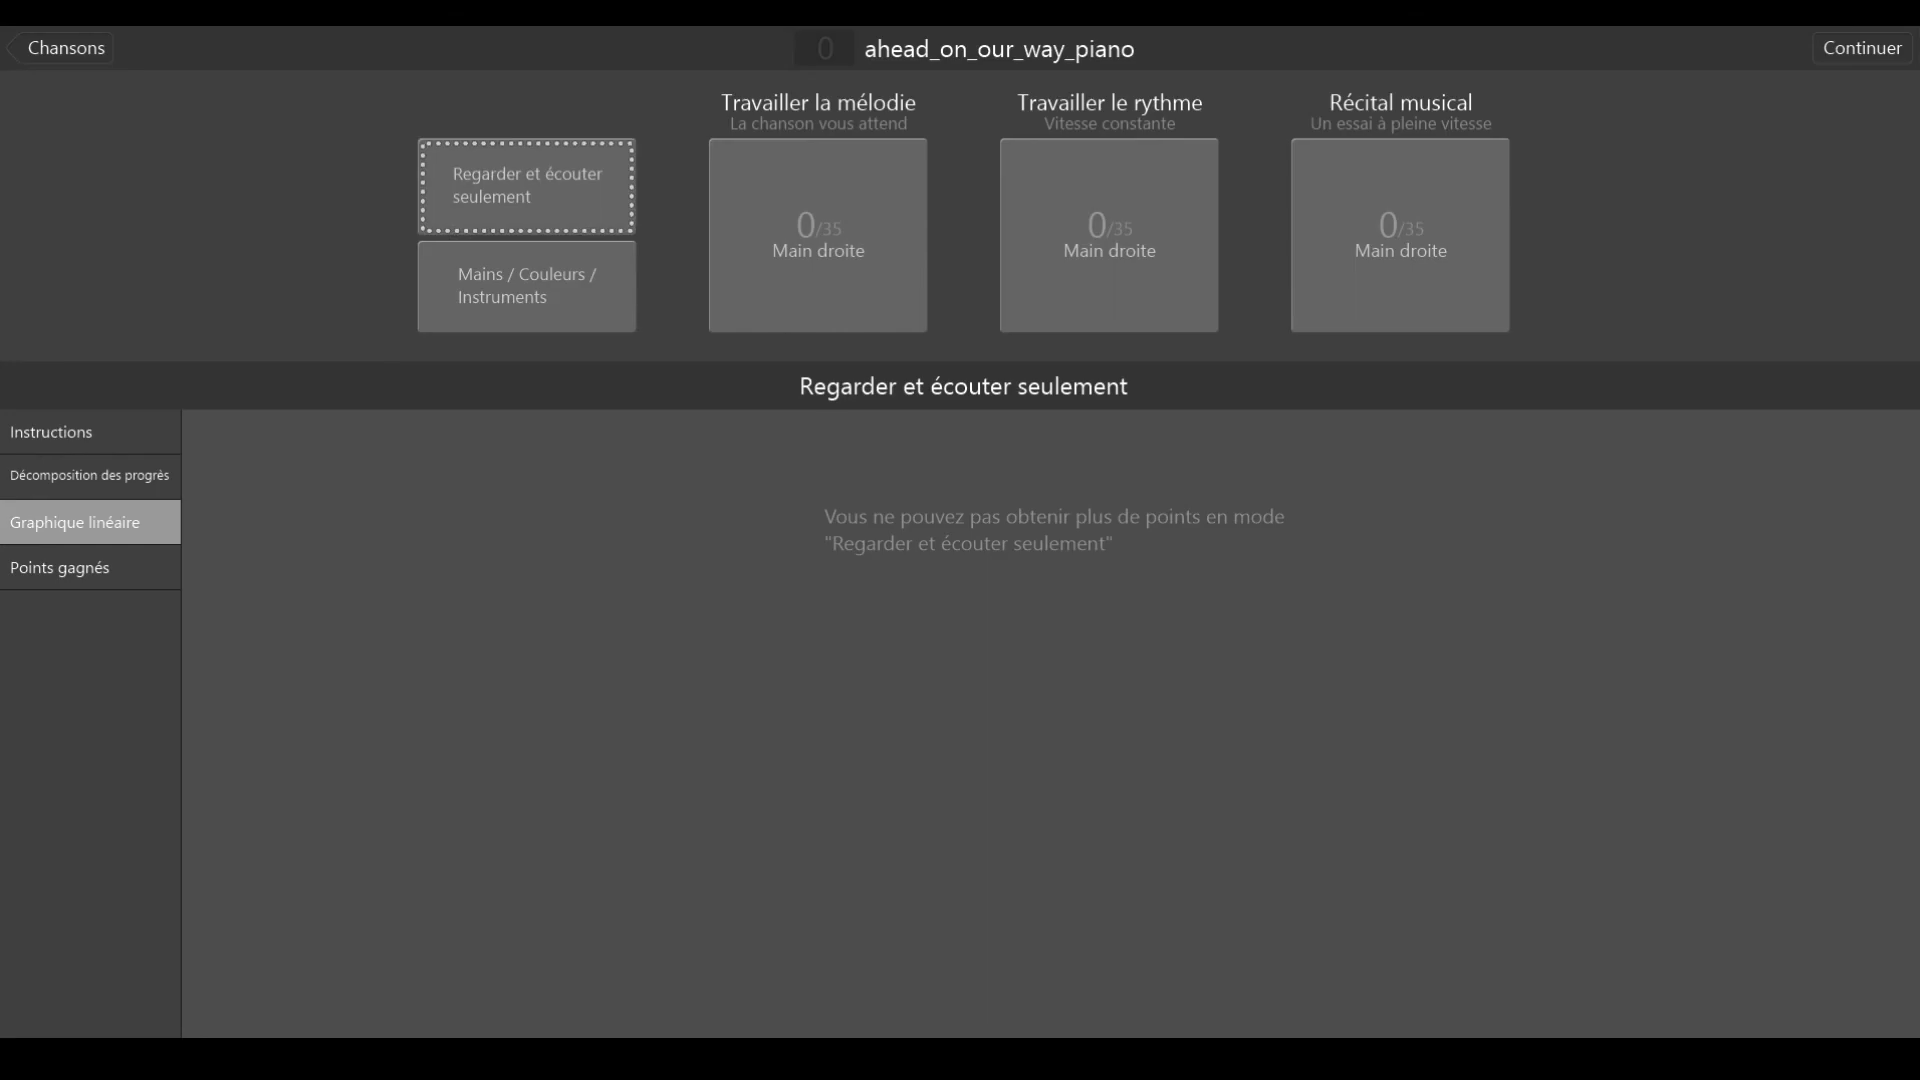 Chansons
0 ahead_on_our_way_piano
Continuer
Travailler la mélodie
La chanson vous attend
Travailler le rythme
Vitesse constante
Récital musical
Un essai à pleine vitesse
Regarder et écouter
seulement
Mains / Couleurs /
Instruments
0/35
Main droite
0/35
Main droite
0/35
Main droite
Regarder et écouter seulement
Instructions
Décomposition des progrès
Graphique linéaire
Points gagnés
Vous ne pouvez pas obtenir plus de points en mode
"Regarder et écouter seulement"